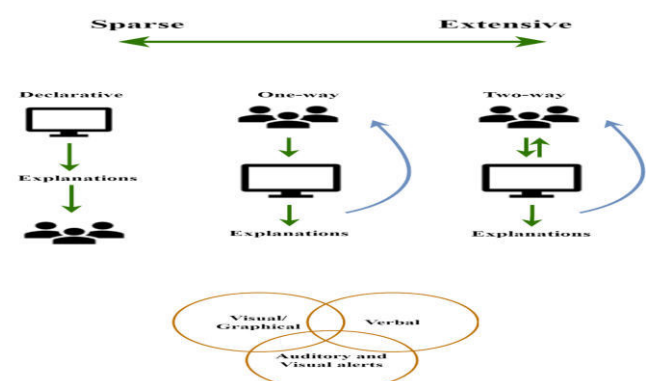 Sparse
Extensive
Declarative
One-way
Two-way
Explanations
Explanations
Explanations
Visual/
Graphical
Verbal
Auditory and
Visual alerts